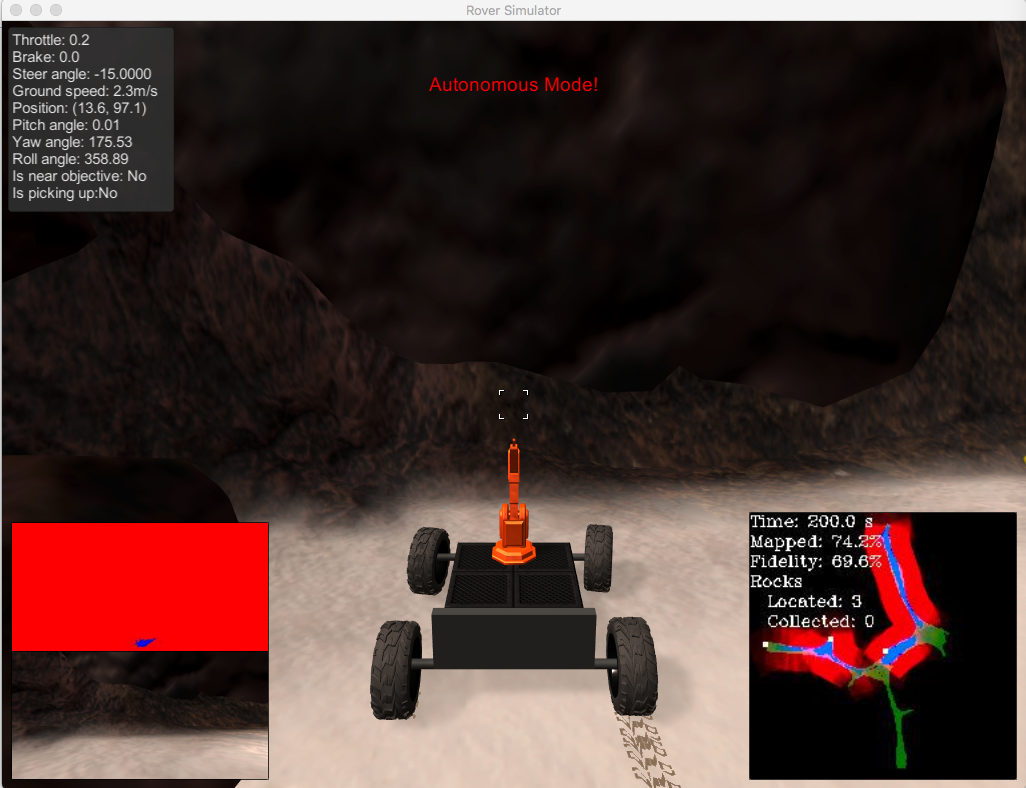 Rover Simulator
Throttle: 0.2
Brake: 0.0
Steer angle: -15.0000
Ground speed: 2.3m/s
Position: (13.6, 97.1)
Pitch angle: 0.01
Yaw angle: 175.53
Roll angle: 358.89
Is near objective: No
Is picking up:No
Autonomous Mode!
Time: 200.0 s
Mapped: 74.2%
Fidelity: 69.6%
Rocks
Located: 3
Collected: 0